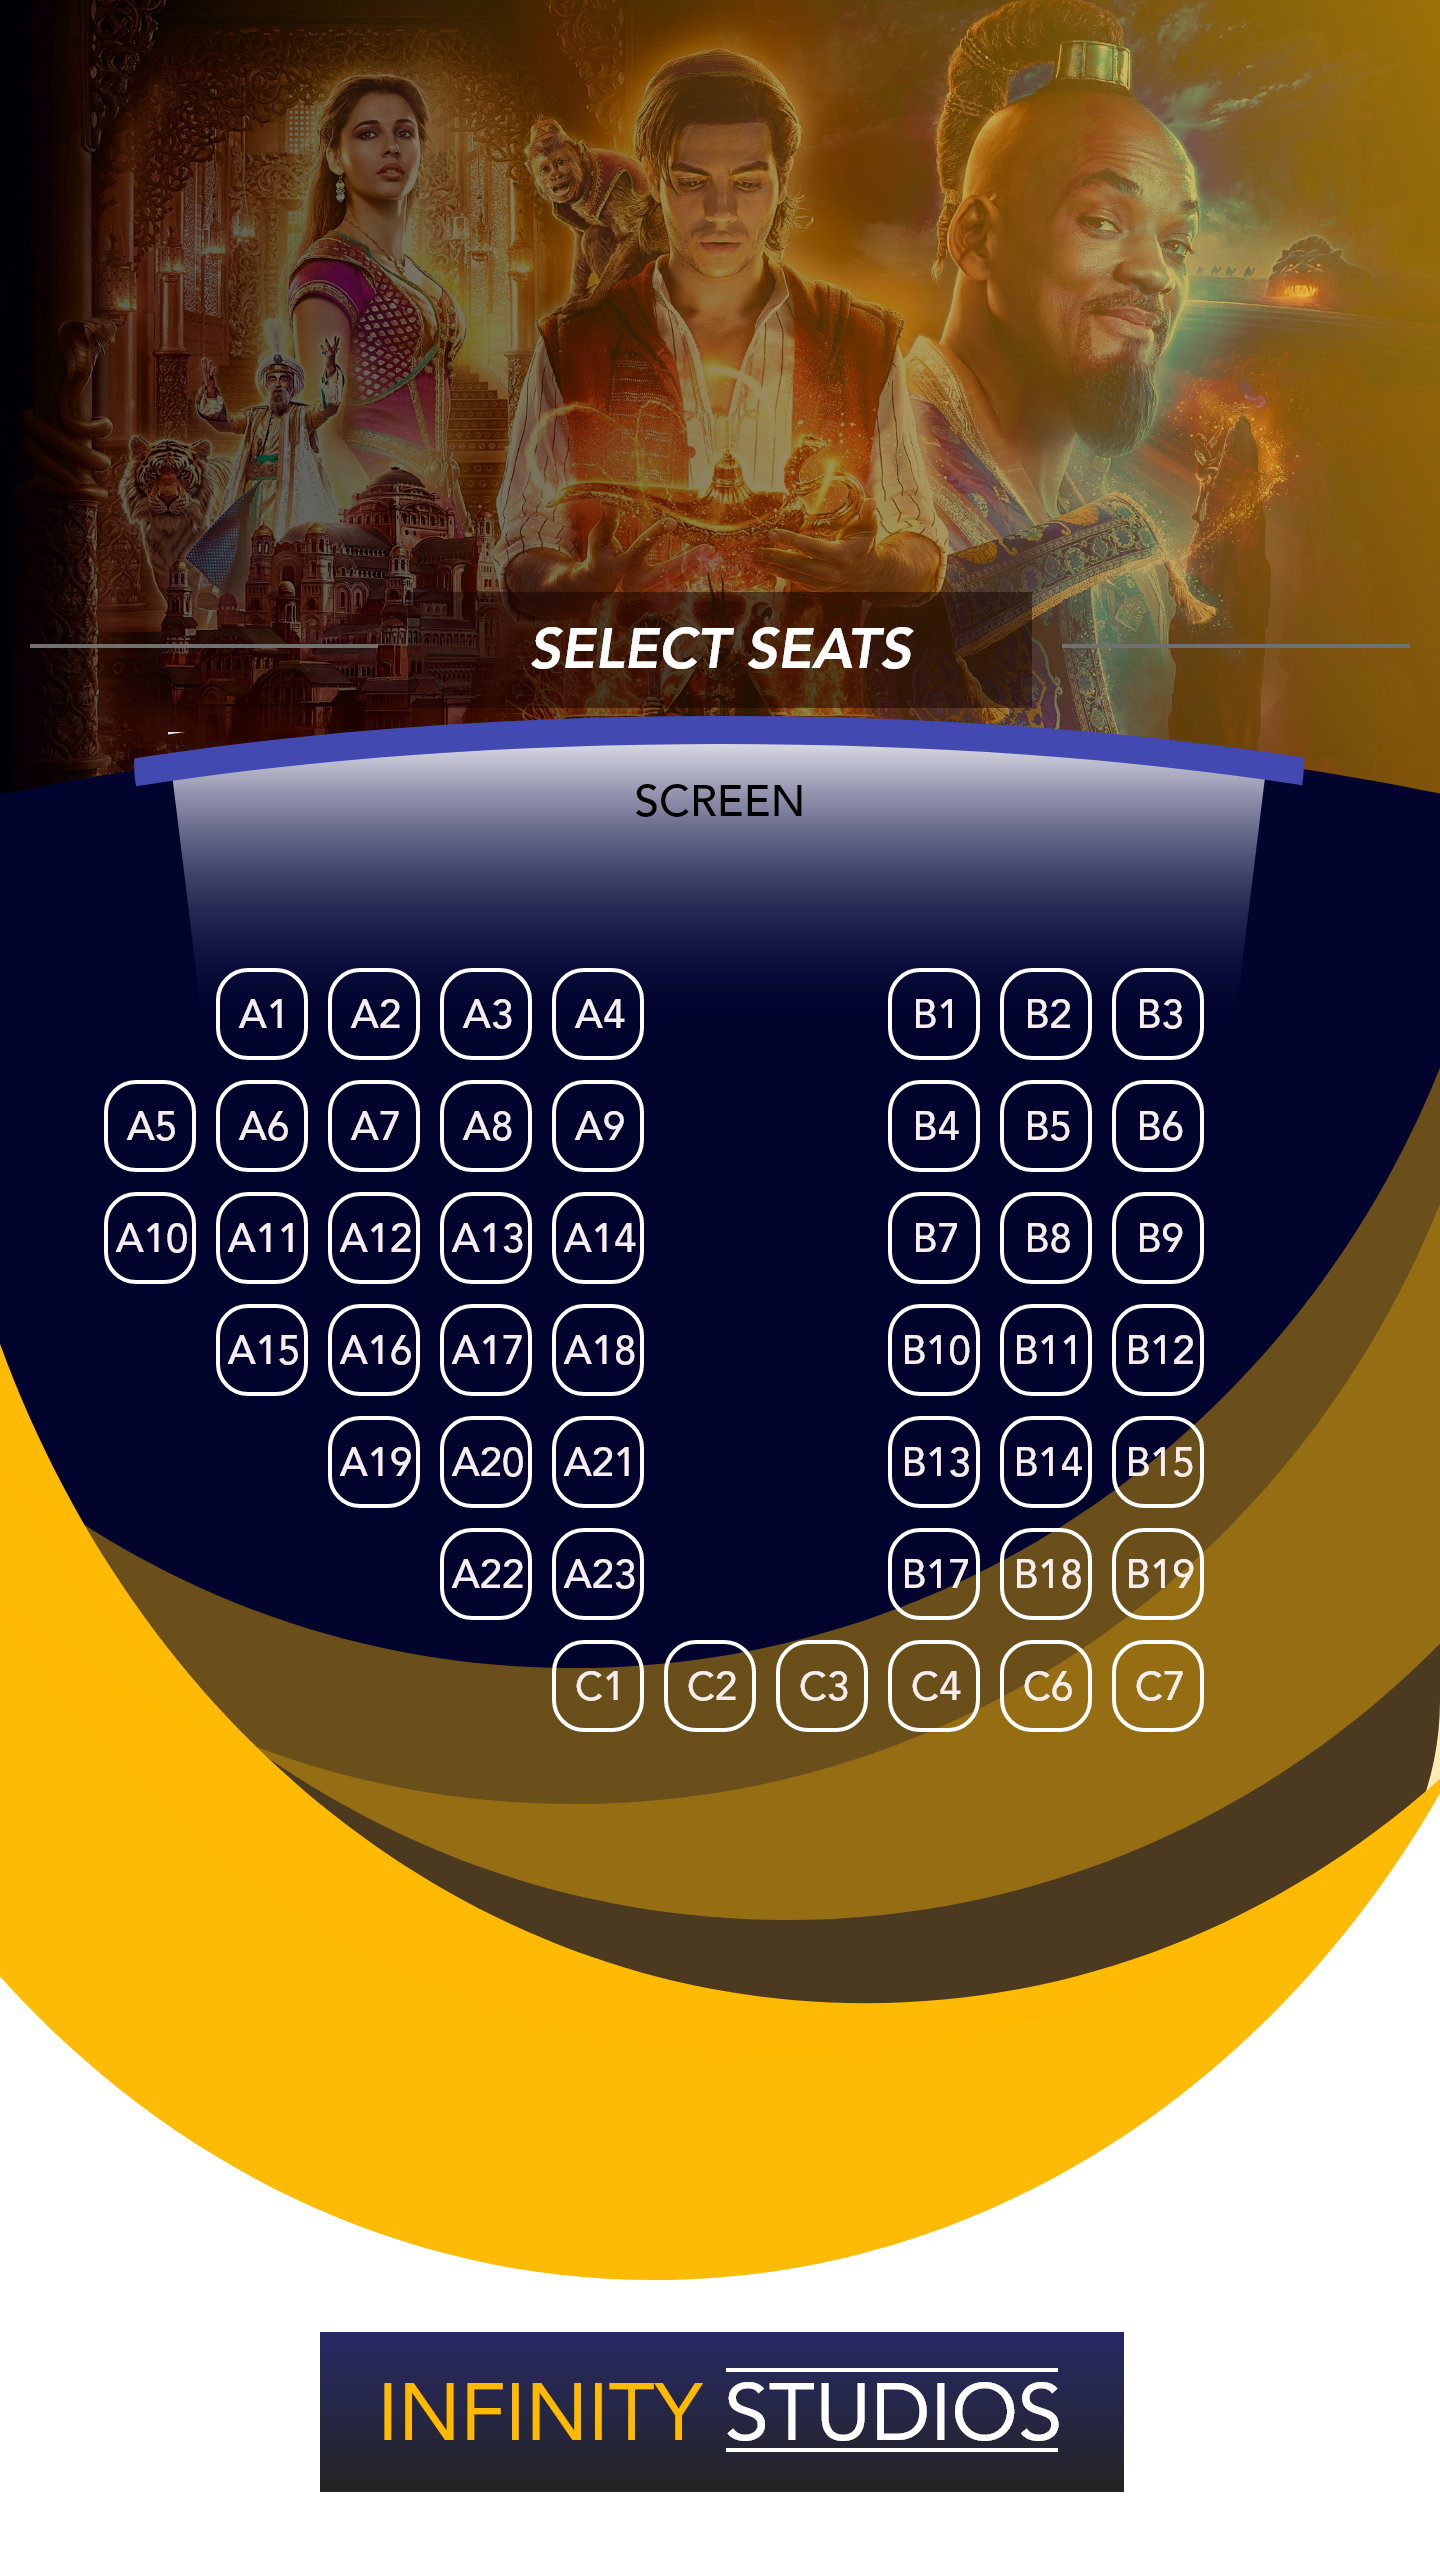 SELECT SEATS
SCREEN
A1 A2 A3 A4 B1 B2 B3
A5 A6 A7 A8 A9 B4 B5 B6
A10 A11 A12 A13 A14 B7 B8 B9
A15 A16 A17 A18 B10 B11 B12
A19 A20 A21 B13 B14 B15
A22 A23 B17 B18 B19
C1 C2 C3 C4 C6 C7
INFINITY STUDIOS